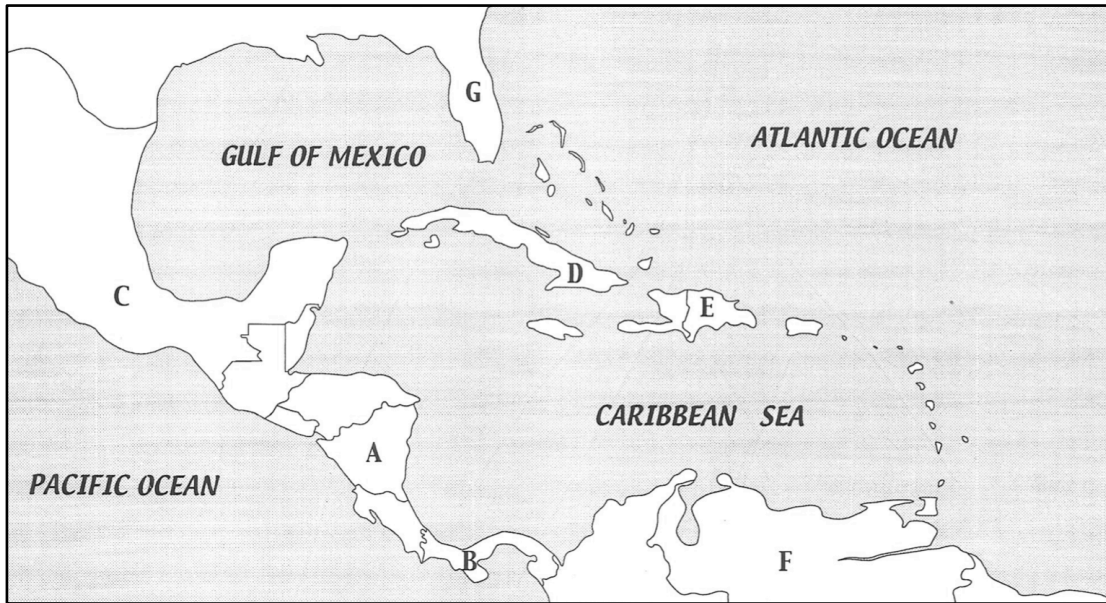 G
ATLANTIC OCEAN
GULF OF MEXICO
D
C
E
CARIBBEAN SEA
A
PACIFIC OCEAN
B
F